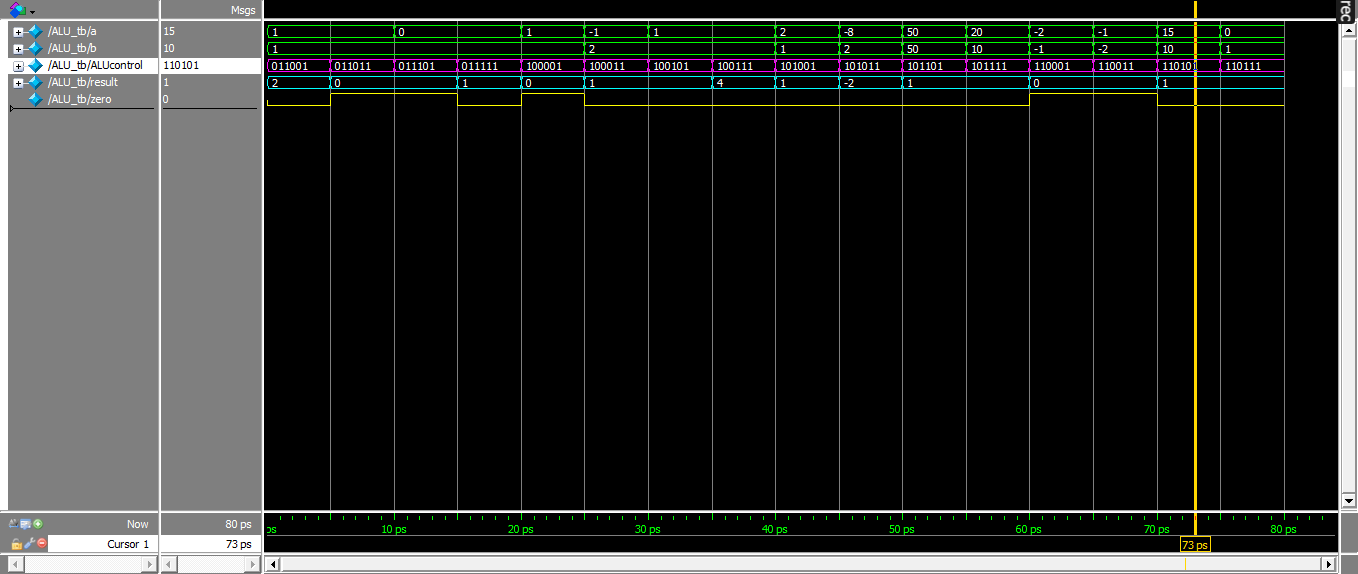 Msgs
rec
/ALU_tb/a 15 1 0 1 -1 1 2 -8 50 20 -2 -1 15 0
/ALU_tb/b 10 1 2 1 2 50 10 -1 -2 10 1
/ALU_tb/ALUcontrol 110101 011001 011011 011101 011111 100001 100011 100101 100111 101001 101011 101101 101111 110001 110011 11010 110111
/ALU_tb/result 1 2 0 1 0 1 4 1 -2 1 0 1
/ALU_tb/zero 0
Now 80 ps ps 10 ps 20 ps 30 ps 40 ps 50 ps 60 ps 70 ps 80 ps
Cursor 1 73 ps 73 ps